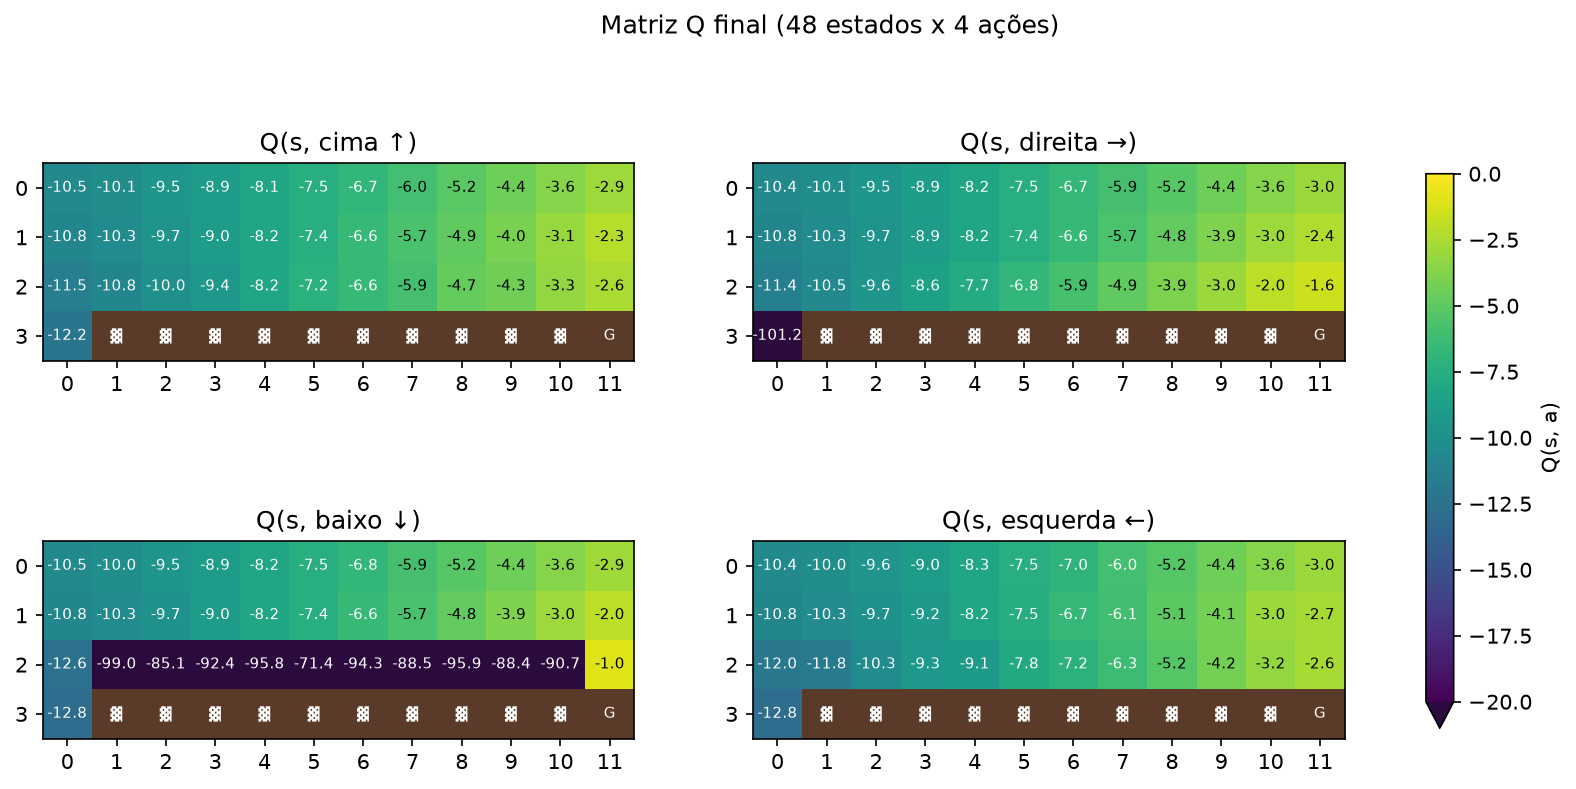 Matriz Q final (48 estados x 4 ações)
Q(s, cima ↑)
0 -10.5 -10.1 -9.5 -8.9 -8.1 -7.5 -6.7 -6.0 -5.2 -4.4 -3.6 -2.9
1 -10.8 -10.3 -9.7 -9.0 -8.2 -7.4 -6.6 -5.7 -4.9 -4.0 -3.1 -2.3
2 -11.5 -10.8 -10.0 -9.4 -8.2 -7.2 -6.6 -5.9 -4.7 -4.3 -3.3 -2.6
3 -12.2 G
0 1 2 3 4 5 6 7 8 9 10 11
Q(s, direita →)
0 -10.4 -10.1 -9.5 -8.9 -8.2 -7.5 -6.7 -5.9 -5.2 -4.4 -3.6 -3.0
1 -10.8 -10.3 -9.7 -8.9 -8.2 -7.4 -6.6 -5.7 -4.8 -3.9 -3.0 -2.4
2 -11.4 -10.5 -9.6 -8.6 -7.7 -6.8 -5.9 -4.9 -3.9 -3.0 -2.0 -1.6
3 -101.2 G
0 1 2 3 4 5 6 7 8 9 10 11
Q(s, baixo ↓)
0 -10.5 -10.0 -9.5 -8.9 -8.2 -7.5 -6.8 -5.9 -5.2 -4.4 -3.6 -2.9
1 -10.8 -10.3 -9.7 -9.0 -8.2 -7.4 -6.6 -5.7 -4.8 -3.9 -3.0 -2.0
2 -12.6 -99.0 -85.1 -92.4 -95.8 -71.4 -94.3 -88.5 -95.9 -88.4 -90.7 -1.0
3 -12.8 G
0 1 2 3 4 5 6 7 8 9 10 11
Q(s, esquerda ←)
0 -10.4 -10.0 -9.6 -9.0 -8.3 -7.5 -7.0 -6.0 -5.2 -4.4 -3.6 -3.0
1 -10.8 -10.3 -9.7 -9.2 -8.2 -7.5 -6.7 -6.1 -5.1 -4.1 -3.0 -2.7
2 -12.0 -11.8 -10.3 -9.3 -9.1 -7.8 -7.2 -6.3 -5.2 -4.2 -3.2 -2.6
3 -12.8 G
0 1 2 3 4 5 6 7 8 9 10 11
0.0
−2.5
−5.0
−7.5
−10.0
−12.5
−15.0
−17.5
−20.0
Q(s, a)